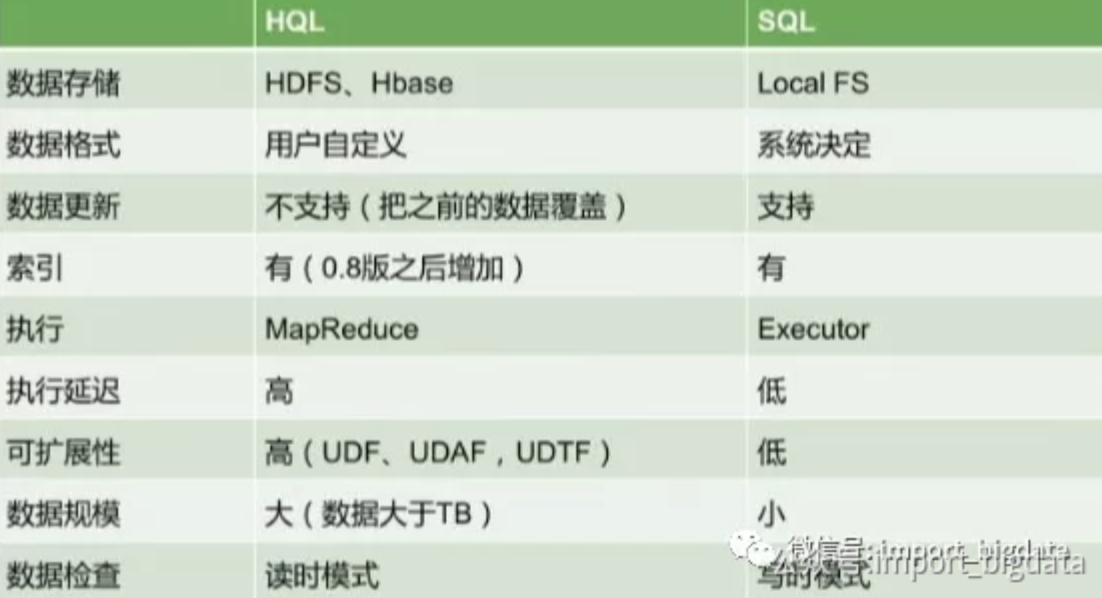 HQL SQL
数据存储 HDFS、Hbase Local FS
数据格式 用户自定义 系统决定
数据更新 不支持（把之前的数据覆盖） 支持
索引 有（0.8版之后增加） 有
执行 MapReduce Executor
执行延迟 高 低
可扩展性 高（UDF、UDAF，UDTF） 低
数据规模 大（数据大于TB） 小
微信号: import_bigdata
数据检查 读时模式 写时模式
公众号:import_bigdata